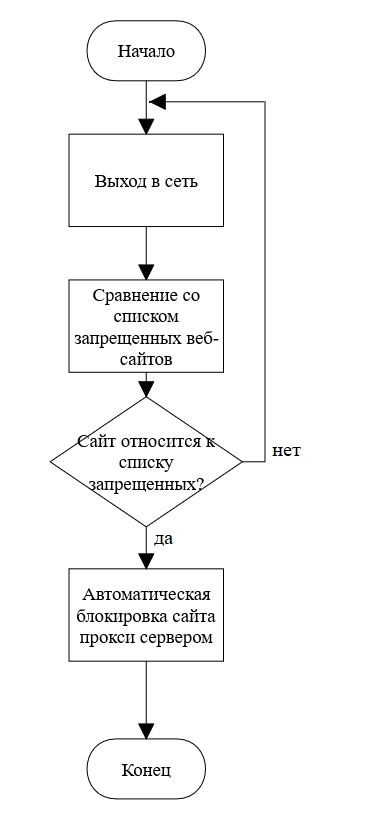 Начало
Выход в сеть
Сравнение со
списком
запрещенных веб-
сайтов
Сайт относится к
списку
запрещенных?
нет
да
Автоматическая
блокировка сайта
прокси сервером
Конец